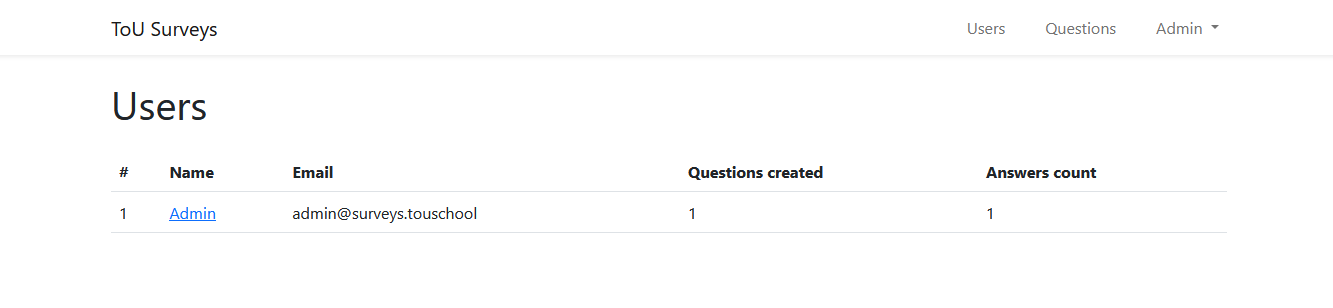 ToU Surveys Users Questions Admin
Users
# Name Email Questions created Answers count
1 Admin admin@surveys.touschool 1 1